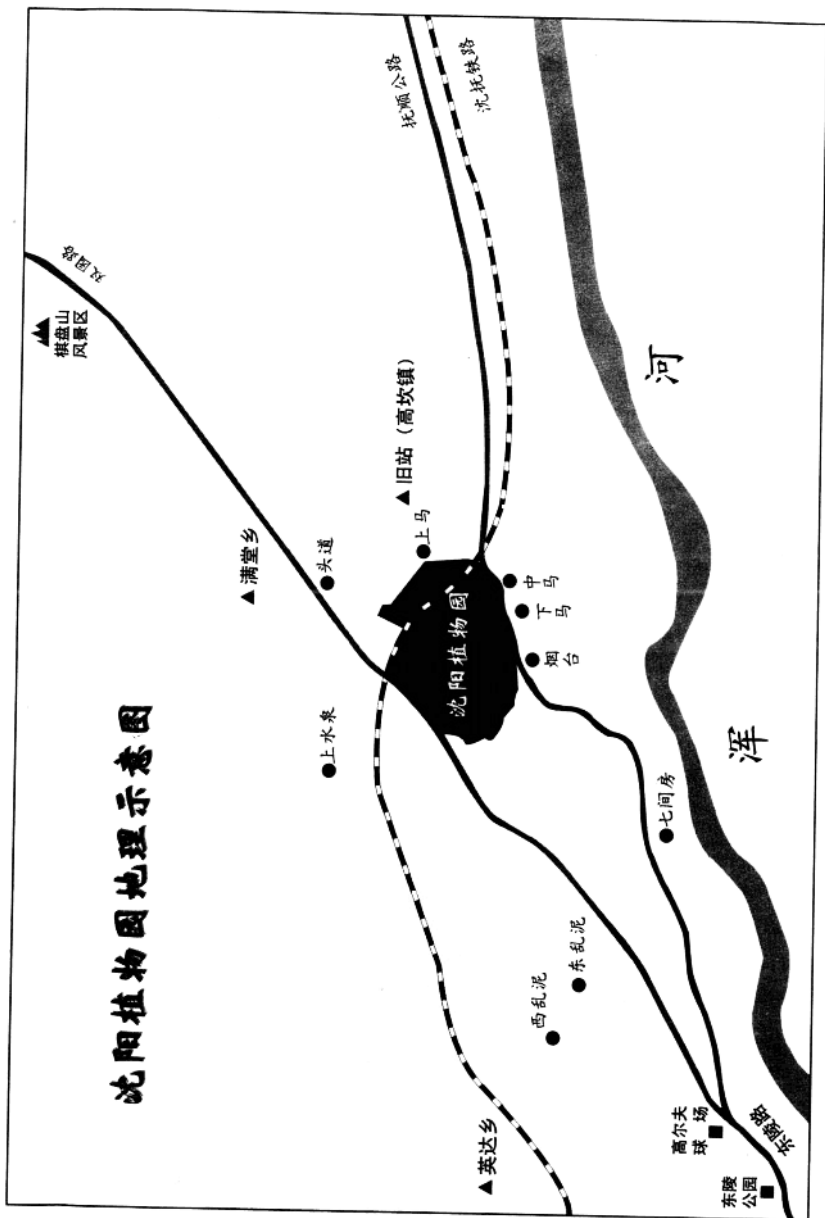 沈阳植物园地理示意图
棋盘山
风景区
双园路
抚顺公路
沈抚铁路
满堂乡
头道
旧站（高坎镇）
上马
上水泉
沈阳植物园
中马
下马
烟台
河
浑
七间房
西乱泥
东乱泥
英达乡
高尔夫
球场
东陵路
东陵
公园